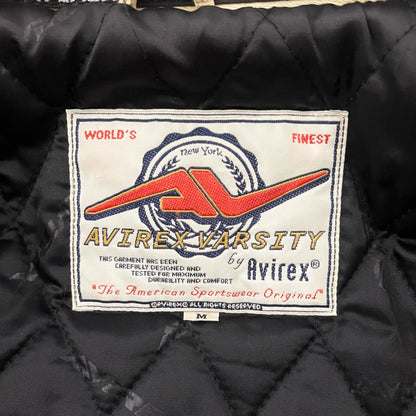 WORLD'S FINEST
New York
AVIREX VARSITY
by Avirex®
THIS GARMENT HAS BEEN
CAREFULLY DESIGNED AND
TESTED FOR MAXIMUM
DURABILITY AND COMFORT
"The American Sportswear Original"
©AVIREX® ALL RIGHTS RESERVED
M